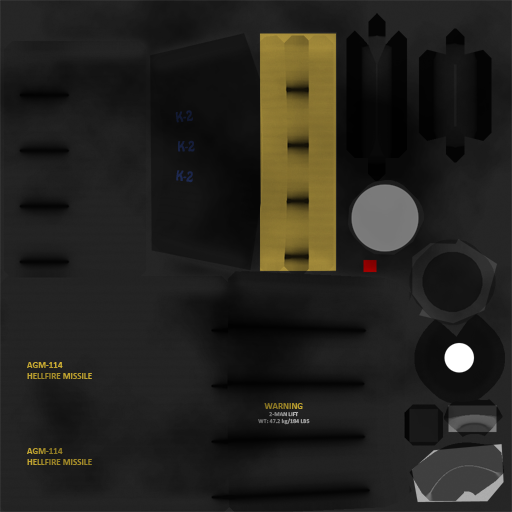 K-2
K-2
K-2
AGM-114
HELLFIRE MISSILE
WARNING
2-MAN LIFT
WT: 47.2 kg/104 LBS
AGM-114
HELLFIRE MISSILE